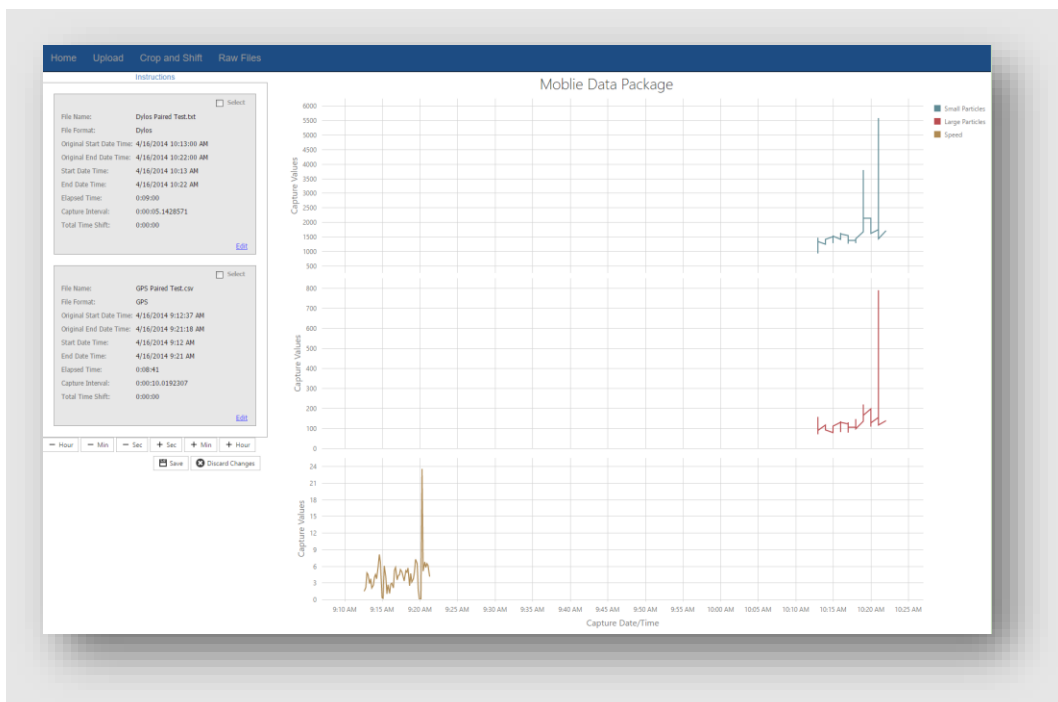 Home Upload Crop and Shift Raw Files
Instructions
Select
File Name: Dylos Paired Test.txt
File Format: Dylos
Original Start Date Time: 4/16/2014 10:13:00 AM
Original End Date Time: 4/16/2014 10:22:00 AM
Start Date Time: 4/16/2014 10:13 AM
End Date Time: 4/16/2014 10:22 AM
Elapsed Time: 0:09:00
Capture Interval: 0:00:05.1428571
Total Time Shift: 0:00:00
Edit
Select
File Name: GPS Paired Test.csv
File Format: GPS
Original Start Date Time: 4/16/2014 9:12:37 AM
Original End Date Time: 4/16/2014 9:21:18 AM
Start Date Time: 4/16/2014 9:12 AM
End Date Time: 4/16/2014 9:21 AM
Elapsed Time: 0:08:41
Capture Interval: 0:00:10.0192307
Total Time Shift: 0:00:00
Edit
− Hour − Min − Sec + Sec + Min + Hour
Save Discard Changes
Moblie Data Package
6000
5500
5000
4500
4000
3500
3000
2500
2000
1500
1000
500
Capture Values
800
700
600
500
400
300
200
100
0
Capture Values
24
21
18
15
12
9
6
3
0
Capture Values
9:10 AM 9:15 AM 9:20 AM 9:25 AM 9:30 AM 9:35 AM 9:40 AM 9:45 AM 9:50 AM 9:55 AM 10:00 AM 10:05 AM 10:10 AM 10:15 AM 10:20 AM 10:25 AM
Capture Date/Time
Small Particles
Large Particles
Speed